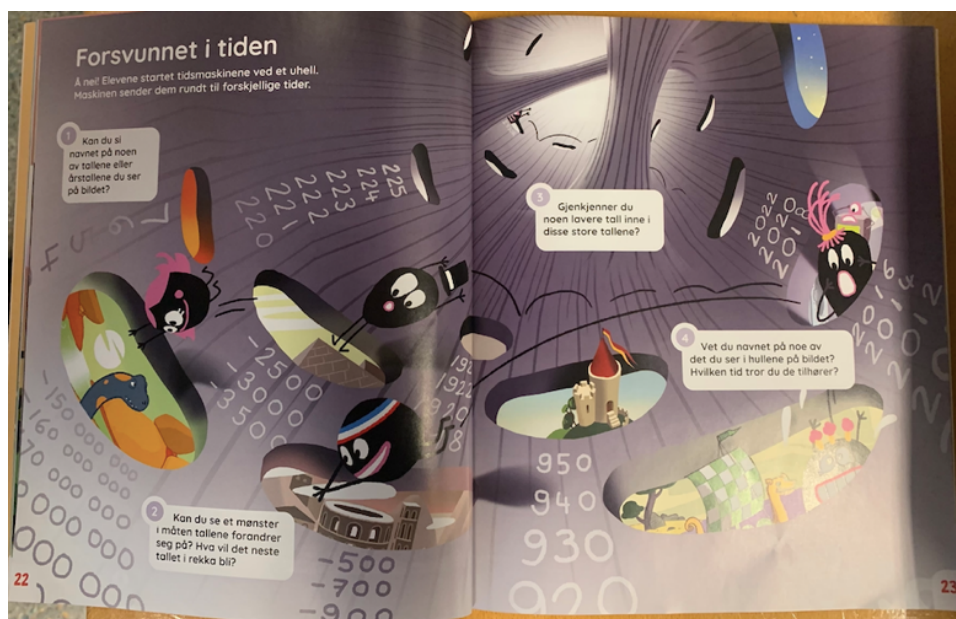 Forsvunnet i tiden
Å nei! Elevene startet tidsmaskinene ved et uhell.
Maskinen sender dem rundt til forskjellige tider.
1
Kan du si
navnet på noen
av tallene eller
årstallene du ser
på bildet?
4 5 6 7
220
221
222
223
224
225
3
Gjenkjenner du
noen lavere tall inne i
disse store tallene?
2022
2020
4
Vet du navnet på noe av
det du ser i hullene på bildet?
Hvilken tid tror du de tilhører?
-2500
-3000
-3500
-150 000 000
950
940
930
920
2
Kan du se et mønster
i måten tallene forandrer
seg på? Hva vil det neste
tallet i rekka bli?
-500
-700
-900
22
23